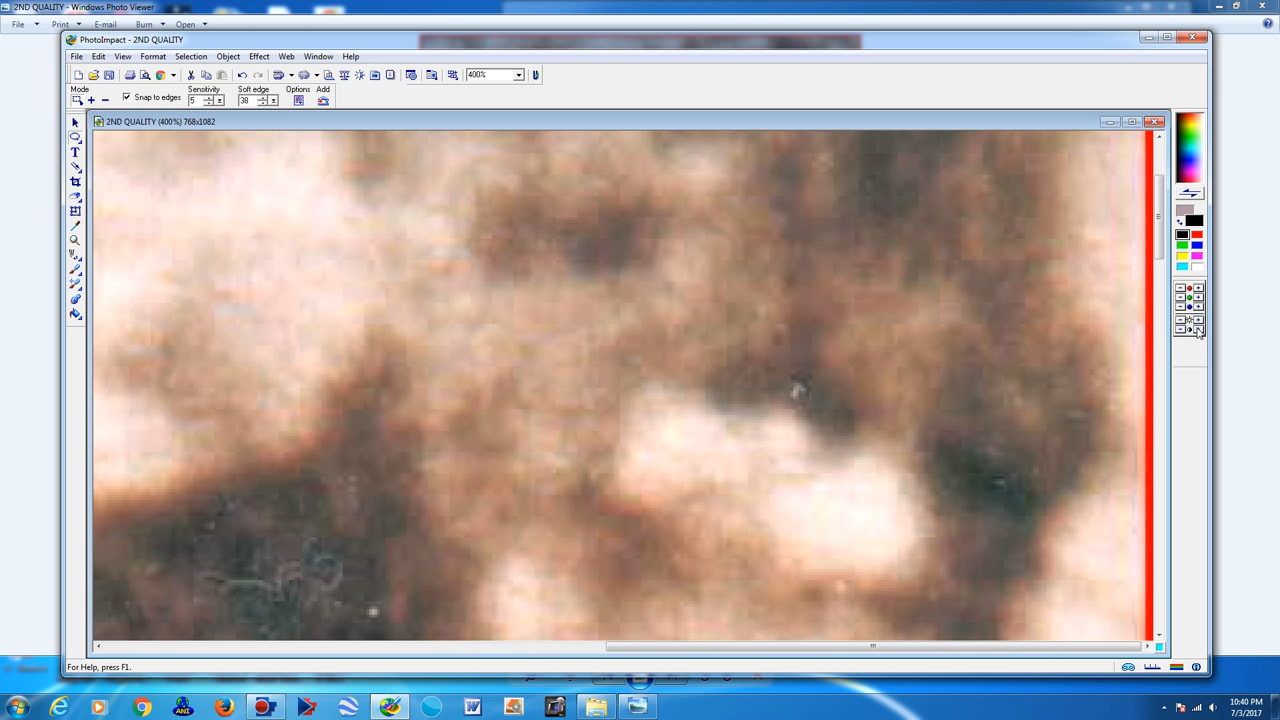 2ND QUALITY - Windows Photo Viewer
File Print E-mail Burn Open
PhotoImpact - 2ND QUALITY
File Edit View Format Selection Object Effect Web Window Help
400%
Mode Snap to edges Sensitivity Soft edge Options Add
5 38
2ND QUALITY (400%) 768x1082
T
For Help, press F1.
ANI W
10:40 PM
7/3/2017